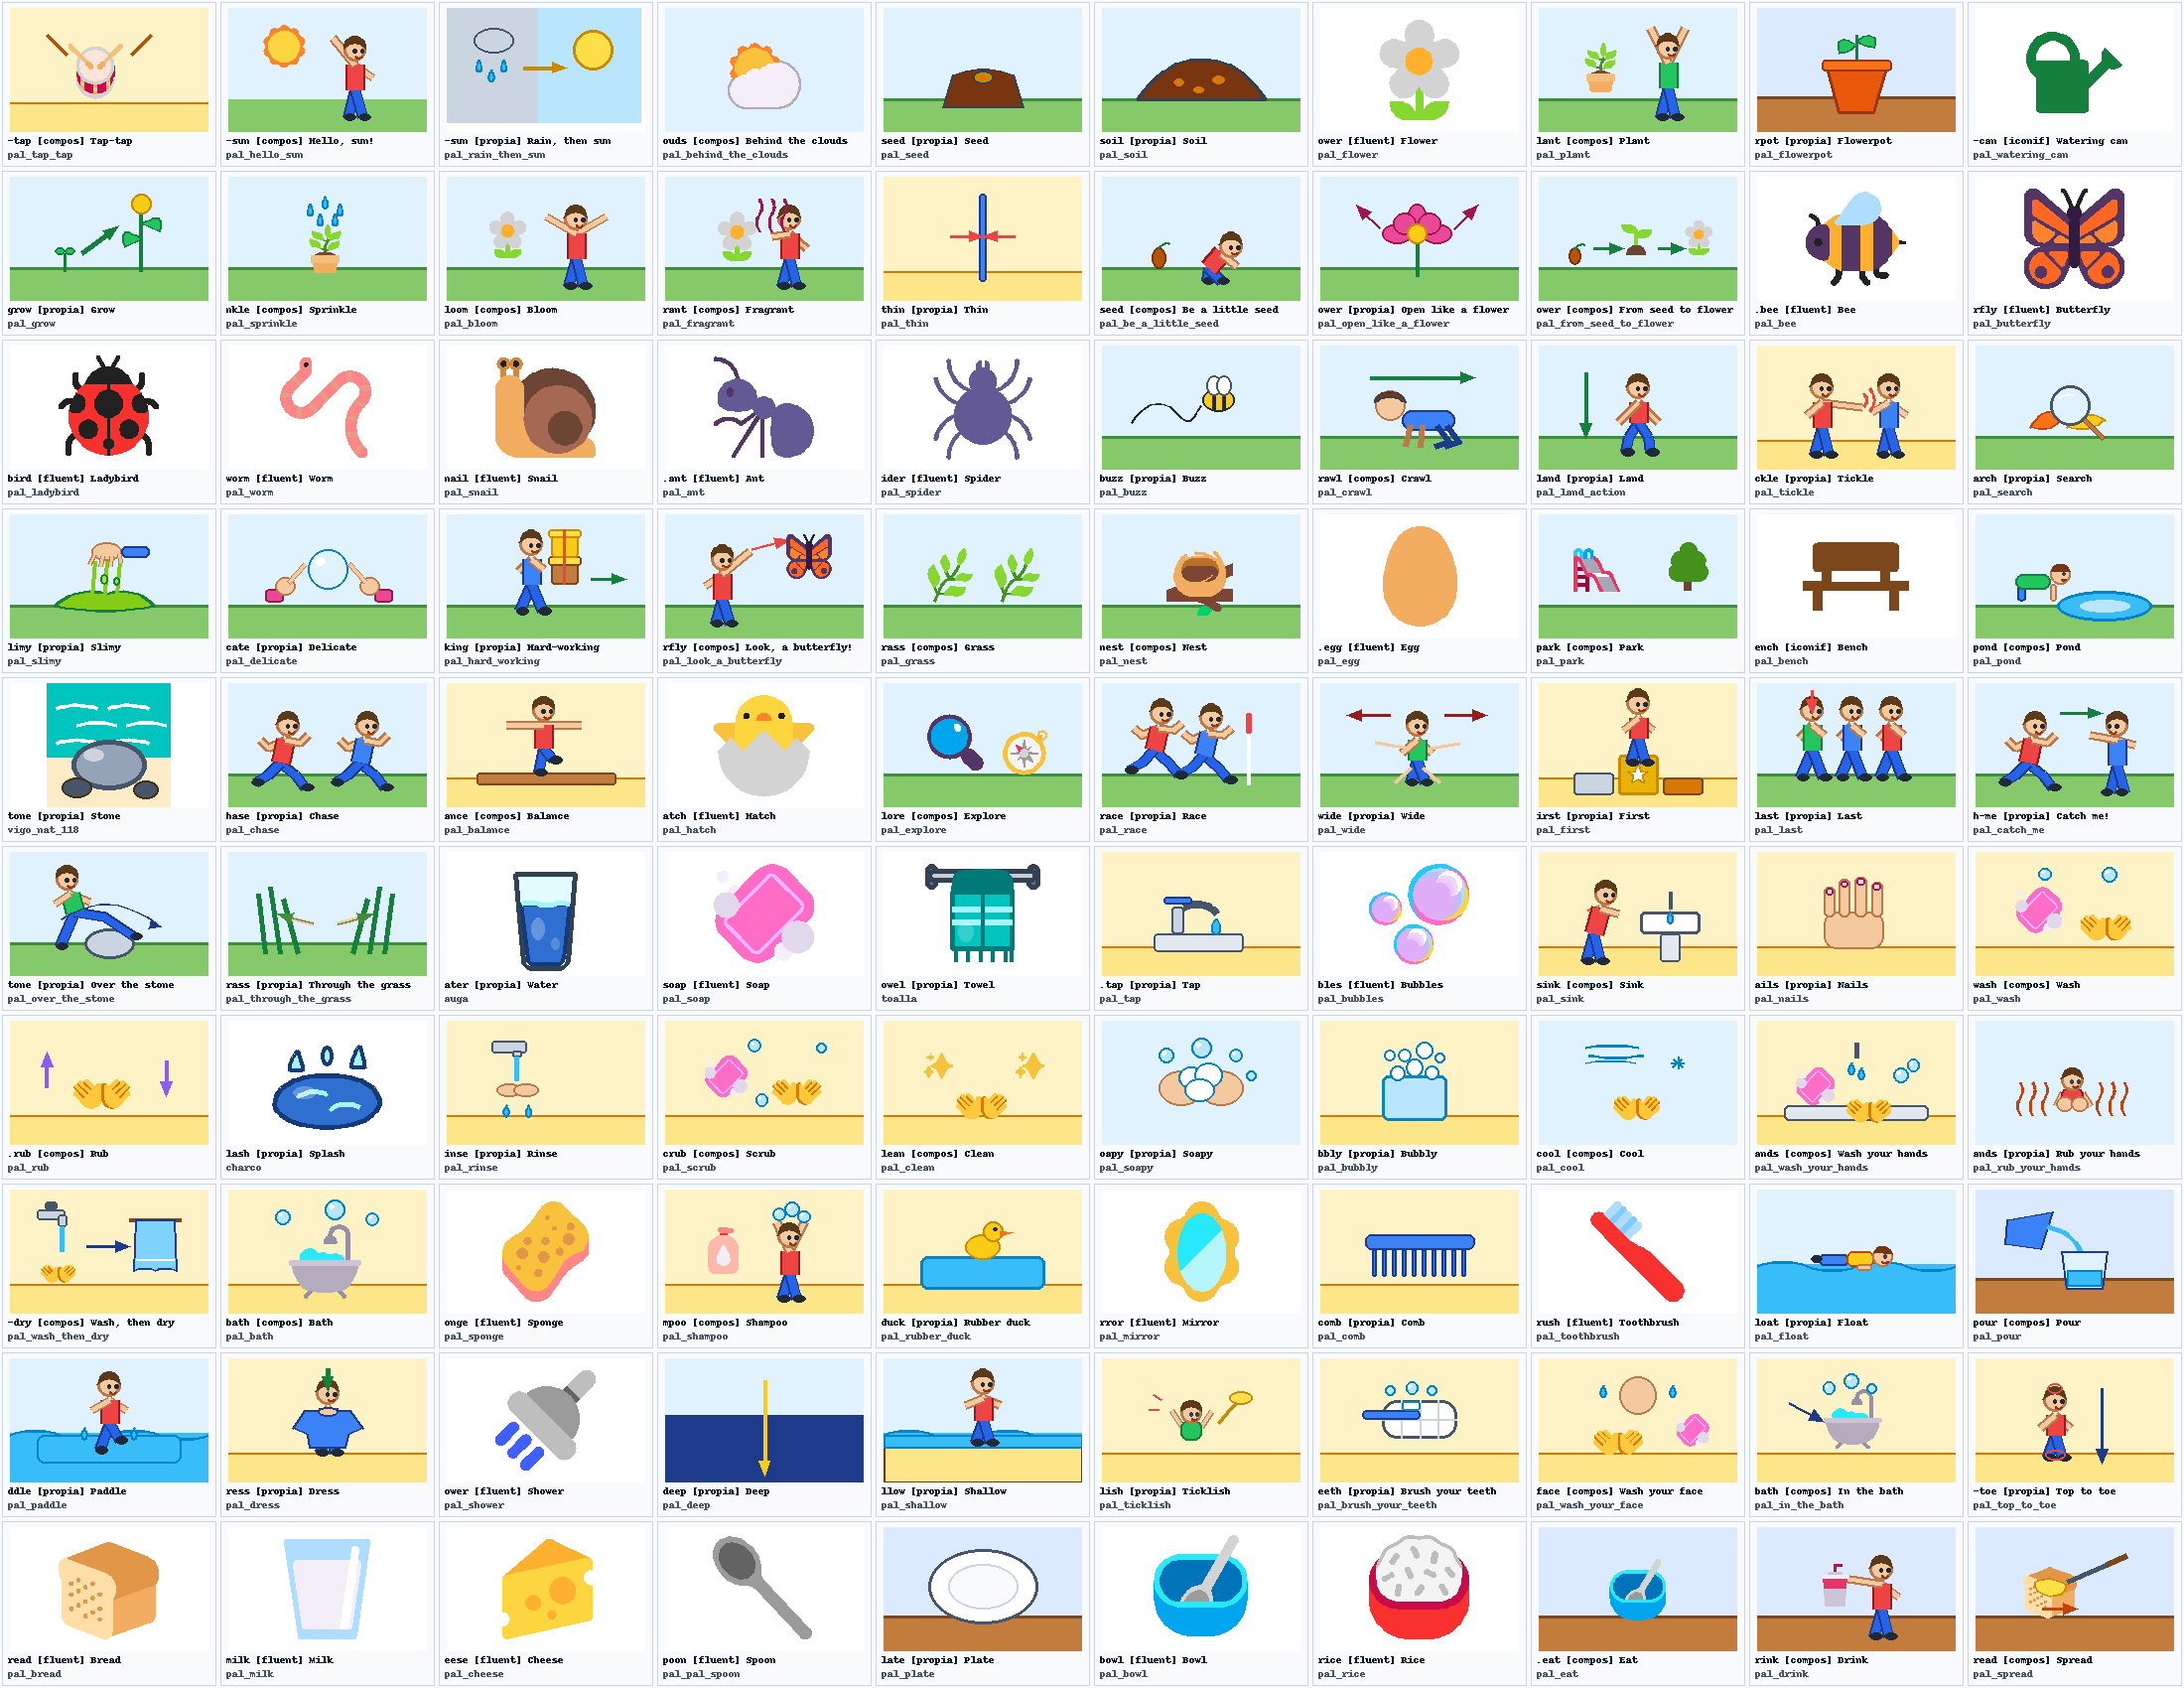 -tap [compos] Tap-tap
pal_tap_tap
-sun [compos] Hello, sun!
pal_hello_sun
-sun [propia] Rain, then sun
pal_rain_then_sun
ouds [compos] Behind the clouds
pal_behind_the_clouds
seed [propia] Seed
pal_seed
soil [propia] Soil
pal_soil
ower [fluent] Flower
pal_flower
lant [compos] Plant
pal_plant
rpot [propia] Flowerpot
pal_flowerpot
-can [iconif] Watering can
pal_watering_can
grow [propia] Grow
pal_grow
nkle [compos] Sprinkle
pal_sprinkle
loom [compos] Bloom
pal_bloom
rant [compos] Fragrant
pal_fragrant
thin [propia] Thin
pal_thin
seed [compos] Be a little seed
pal_be_a_little_seed
ower [propia] Open like a flower
pal_open_like_a_flower
ower [compos] From seed to flower
pal_from_seed_to_flower
.bee [fluent] Bee
pal_bee
rfly [fluent] Butterfly
pal_butterfly
bird [fluent] Ladybird
pal_ladybird
worm [fluent] Worm
pal_worm
nail [fluent] Snail
pal_snail
.ant [fluent] Ant
pal_ant
ider [fluent] Spider
pal_spider
buzz [propia] Buzz
pal_buzz
rawl [compos] Crawl
pal_crawl
land [propia] Land
pal_land_action
ckle [propia] Tickle
pal_tickle
arch [propia] Search
pal_search
limy [propia] Slimy
pal_slimy
cate [propia] Delicate
pal_delicate
king [propia] Hard-working
pal_hard_working
rfly [compos] Look, a butterfly!
pal_look_a_butterfly
rass [compos] Grass
pal_grass
nest [compos] Nest
pal_nest
.egg [fluent] Egg
pal_egg
park [compos] Park
pal_park
ench [iconif] Bench
pal_bench
pond [compos] Pond
pal_pond
tone [propia] Stone
vigo_nat_118
hase [propia] Chase
pal_chase
ance [compos] Balance
pal_balance
atch [fluent] Hatch
pal_hatch
lore [compos] Explore
pal_explore
race [propia] Race
pal_race
wide [propia] Wide
pal_wide
irst [propia] First
pal_first
last [propia] Last
pal_last
h-me [propia] Catch me!
pal_catch_me
tone [propia] Over the stone
pal_over_the_stone
rass [propia] Through the grass
pal_through_the_grass
ater [propia] Water
auga
soap [fluent] Soap
pal_soap
owel [propia] Towel
toalla
.tap [propia] Tap
pal_tap
bles [fluent] Bubbles
pal_bubbles
sink [compos] Sink
pal_sink
ails [propia] Nails
pal_nails
wash [compos] Wash
pal_wash
.rub [compos] Rub
pal_rub
lash [propia] Splash
charco
inse [propia] Rinse
pal_rinse
crub [compos] Scrub
pal_scrub
lean [compos] Clean
pal_clean
oapy [propia] Soapy
pal_soapy
bbly [propia] Bubbly
pal_bubbly
cool [compos] Cool
pal_cool
ands [compos] Wash your hands
pal_wash_your_hands
ands [propia] Rub your hands
pal_rub_your_hands
-dry [compos] Wash, then dry
pal_wash_then_dry
bath [compos] Bath
pal_bath
onge [fluent] Sponge
pal_sponge
mpoo [compos] Shampoo
pal_shampoo
duck [propia] Rubber duck
pal_rubber_duck
rror [fluent] Mirror
pal_mirror
comb [propia] Comb
pal_comb
rush [fluent] Toothbrush
pal_toothbrush
loat [propia] Float
pal_float
pour [compos] Pour
pal_pour
ddle [propia] Paddle
pal_paddle
ress [propia] Dress
pal_dress
ower [fluent] Shower
pal_shower
deep [propia] Deep
pal_deep
llow [propia] Shallow
pal_shallow
lish [propia] Ticklish
pal_ticklish
eeth [propia] Brush your teeth
pal_brush_your_teeth
face [compos] Wash your face
pal_wash_your_face
bath [compos] In the bath
pal_in_the_bath
-toe [propia] Top to toe
pal_top_to_toe
read [fluent] Bread
pal_bread
milk [fluent] Milk
pal_milk
eese [fluent] Cheese
pal_cheese
poon [fluent] Spoon
pal_pal_spoon
late [propia] Plate
pal_plate
bowl [fluent] Bowl
pal_bowl
rice [fluent] Rice
pal_rice
.eat [compos] Eat
pal_eat
rink [compos] Drink
pal_drink
read [compos] Spread
pal_spread